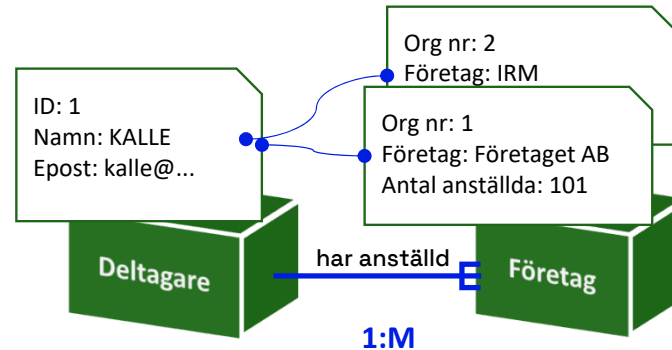 Org nr: 2
Företag: IRM
ID: 1
Namn: KALLE
Epost: kalle@...
Org nr: 1
Företag: Företaget AB
Antal anställda: 101
Deltagare
har anställd
Företag
1:M